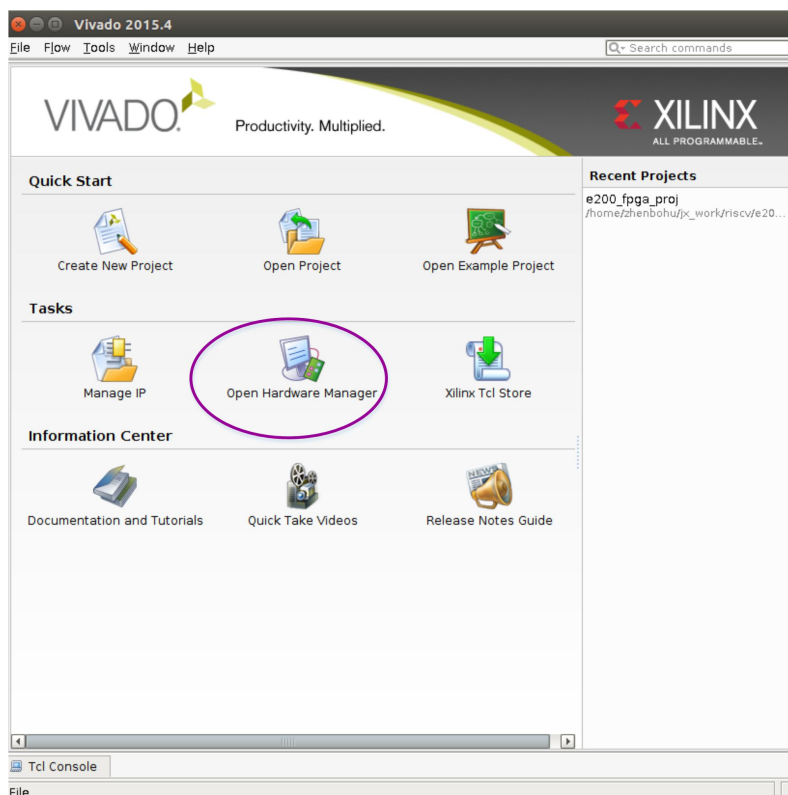 Vivado 2015.4
File Flow Tools Window Help
Search commands
VIVADO.
Productivity. Multiplied.
XILINX
ALL PROGRAMMABLE™
Quick Start
Recent Projects
e200_fpga_proj
/home/zhenbohu/jx_work/riscv/e20...
Create New Project
Open Project
Open Example Project
Tasks
Manage IP
Open Hardware Manager
Xilinx Tcl Store
Information Center
NEWS
Documentation and Tutorials
Quick Take Videos
Release Notes Guide
Tcl Console
File